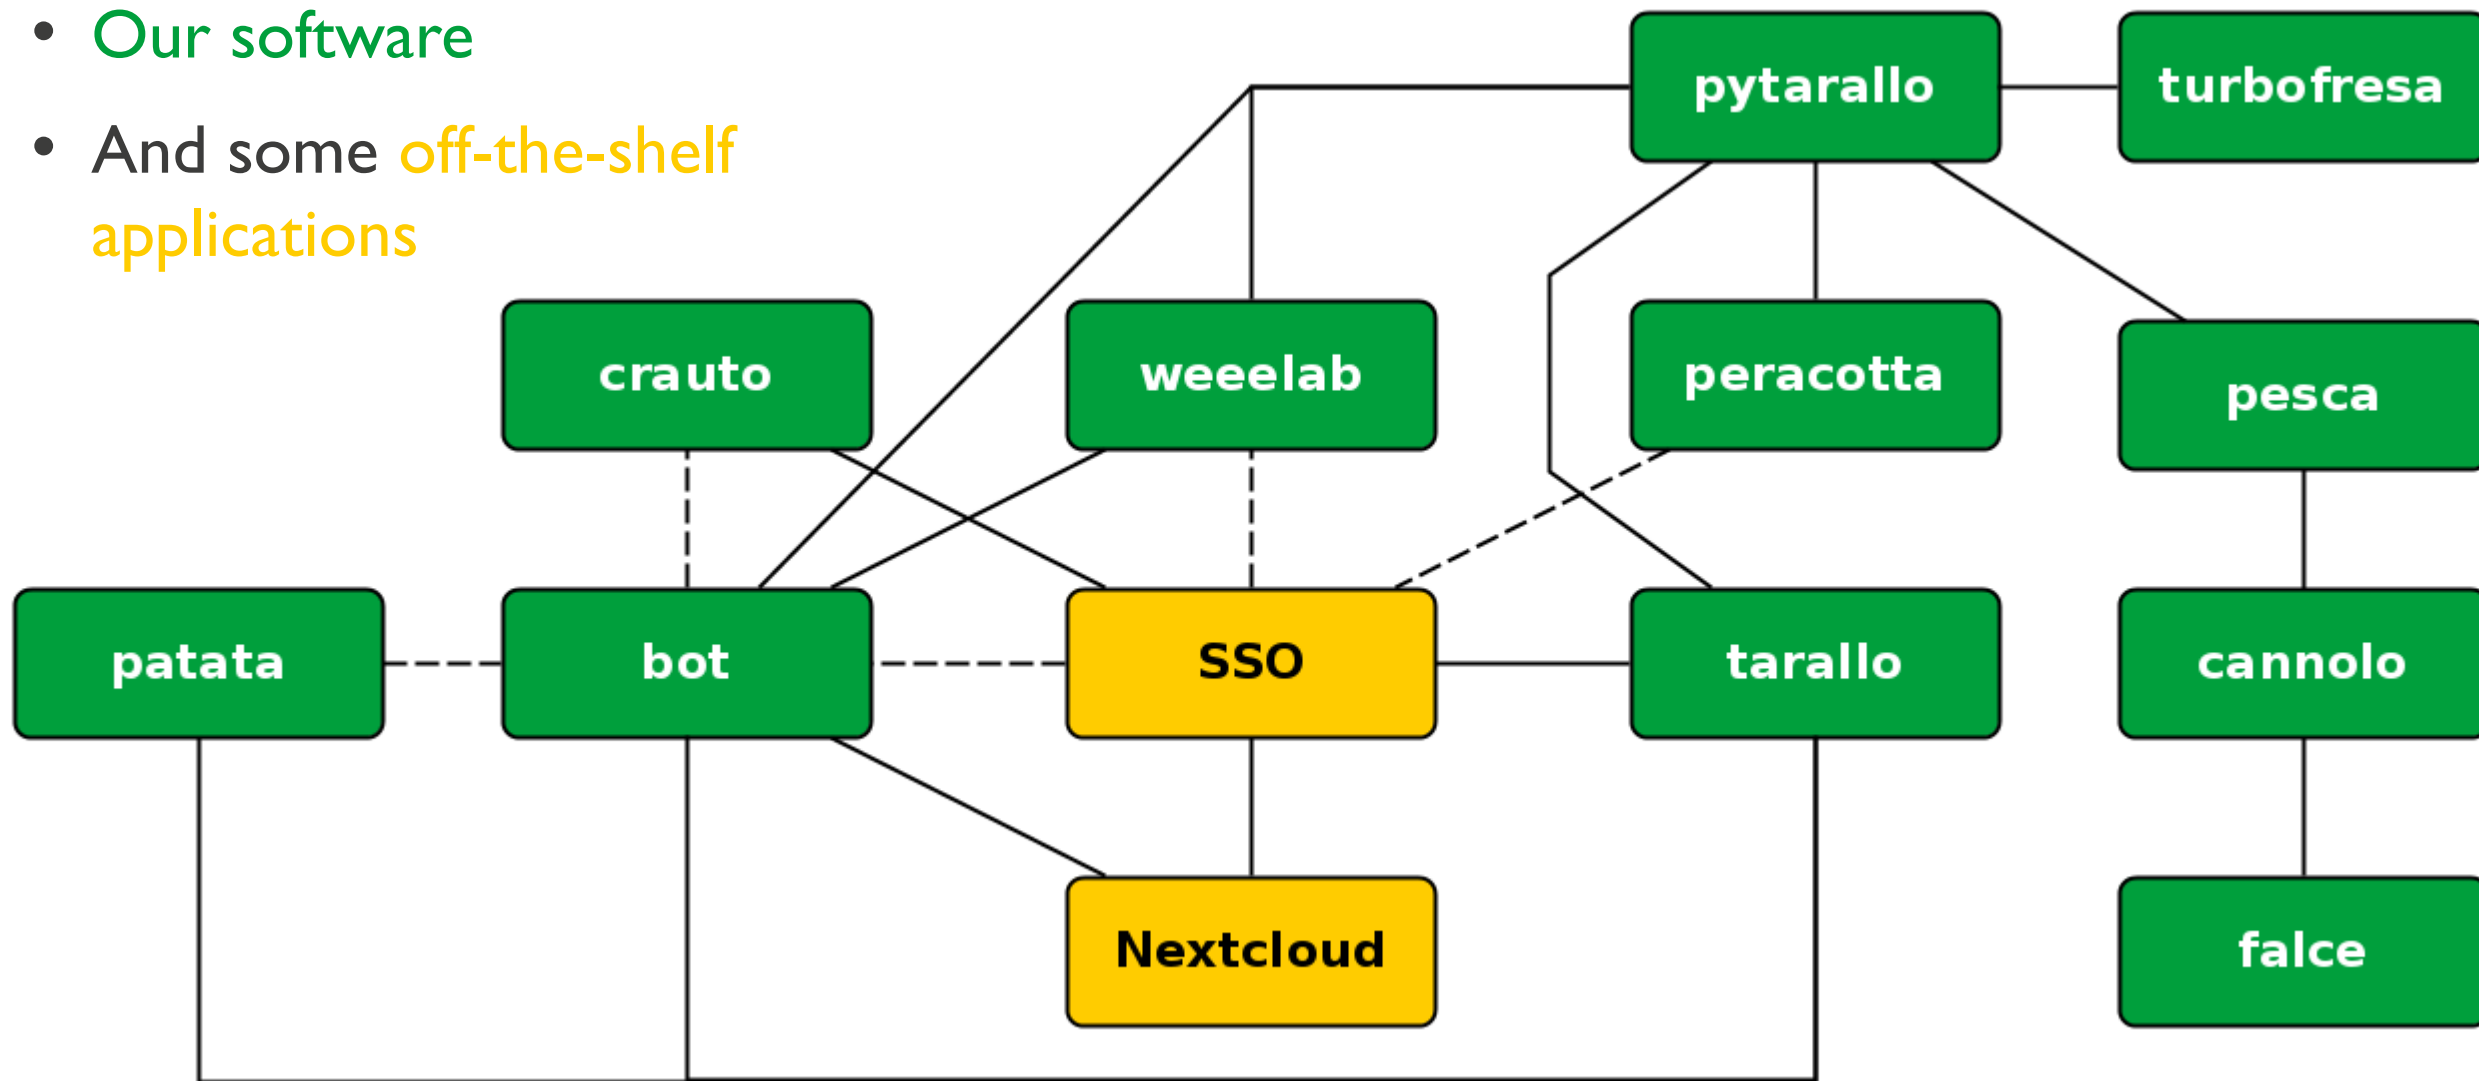 • Our software
• And some off-the-shelf
applications
pytarallo
turbofresa
crauto
weeelab
peracotta
pesca
patata
bot
SSO
tarallo
cannolo
Nextcloud
falce